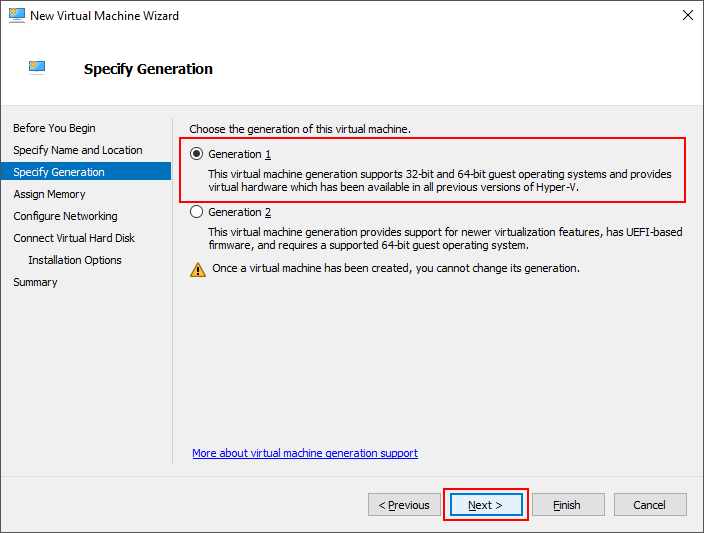 New Virtual Machine Wizard
Specify Generation
Before You Begin
Specify Name and Location
Specify Generation
Assign Memory
Configure Networking
Connect Virtual Hard Disk
Installation Options
Summary
Choose the generation of this virtual machine.
Generation 1
This virtual machine generation supports 32-bit and 64-bit guest operating systems and provides
virtual hardware which has been available in all previous versions of Hyper-V.
Generation 2
This virtual machine generation provides support for newer virtualization features, has UEFI-based
firmware, and requires a supported 64-bit guest operating system.
Once a virtual machine has been created, you cannot change its generation.
More about virtual machine generation support
< Previous
Next >
Finish
Cancel